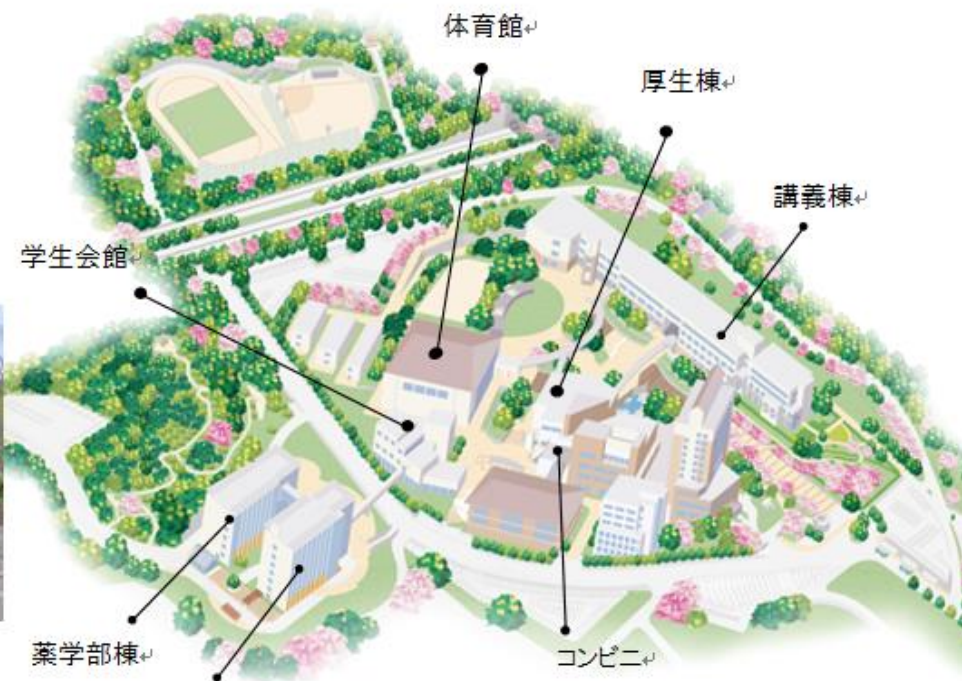 体育館
厚生棟
講義棟
学生会館
薬学部棟
コンビニ